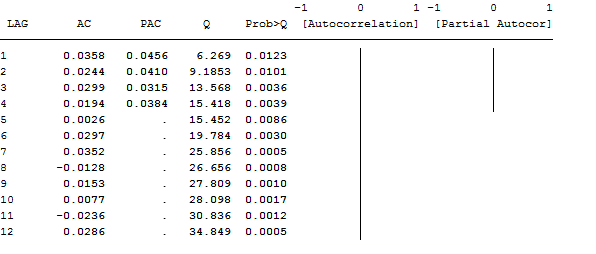 -1 0 1 -1 0 1
LAG AC PAC Q Prob>Q [Autocorrelation] [Partial Autocor]
1 0.0358 0.0456 6.269 0.0123
2 0.0244 0.0410 9.1853 0.0101
3 0.0299 0.0315 13.568 0.0036
4 0.0194 0.0384 15.418 0.0039
5 0.0026 . 15.452 0.0086
6 0.0297 . 19.784 0.0030
7 0.0352 . 25.856 0.0005
8 -0.0128 . 26.656 0.0008
9 0.0153 . 27.809 0.0010
10 0.0077 . 28.098 0.0017
11 -0.0236 . 30.836 0.0012
12 0.0286 . 34.849 0.0005